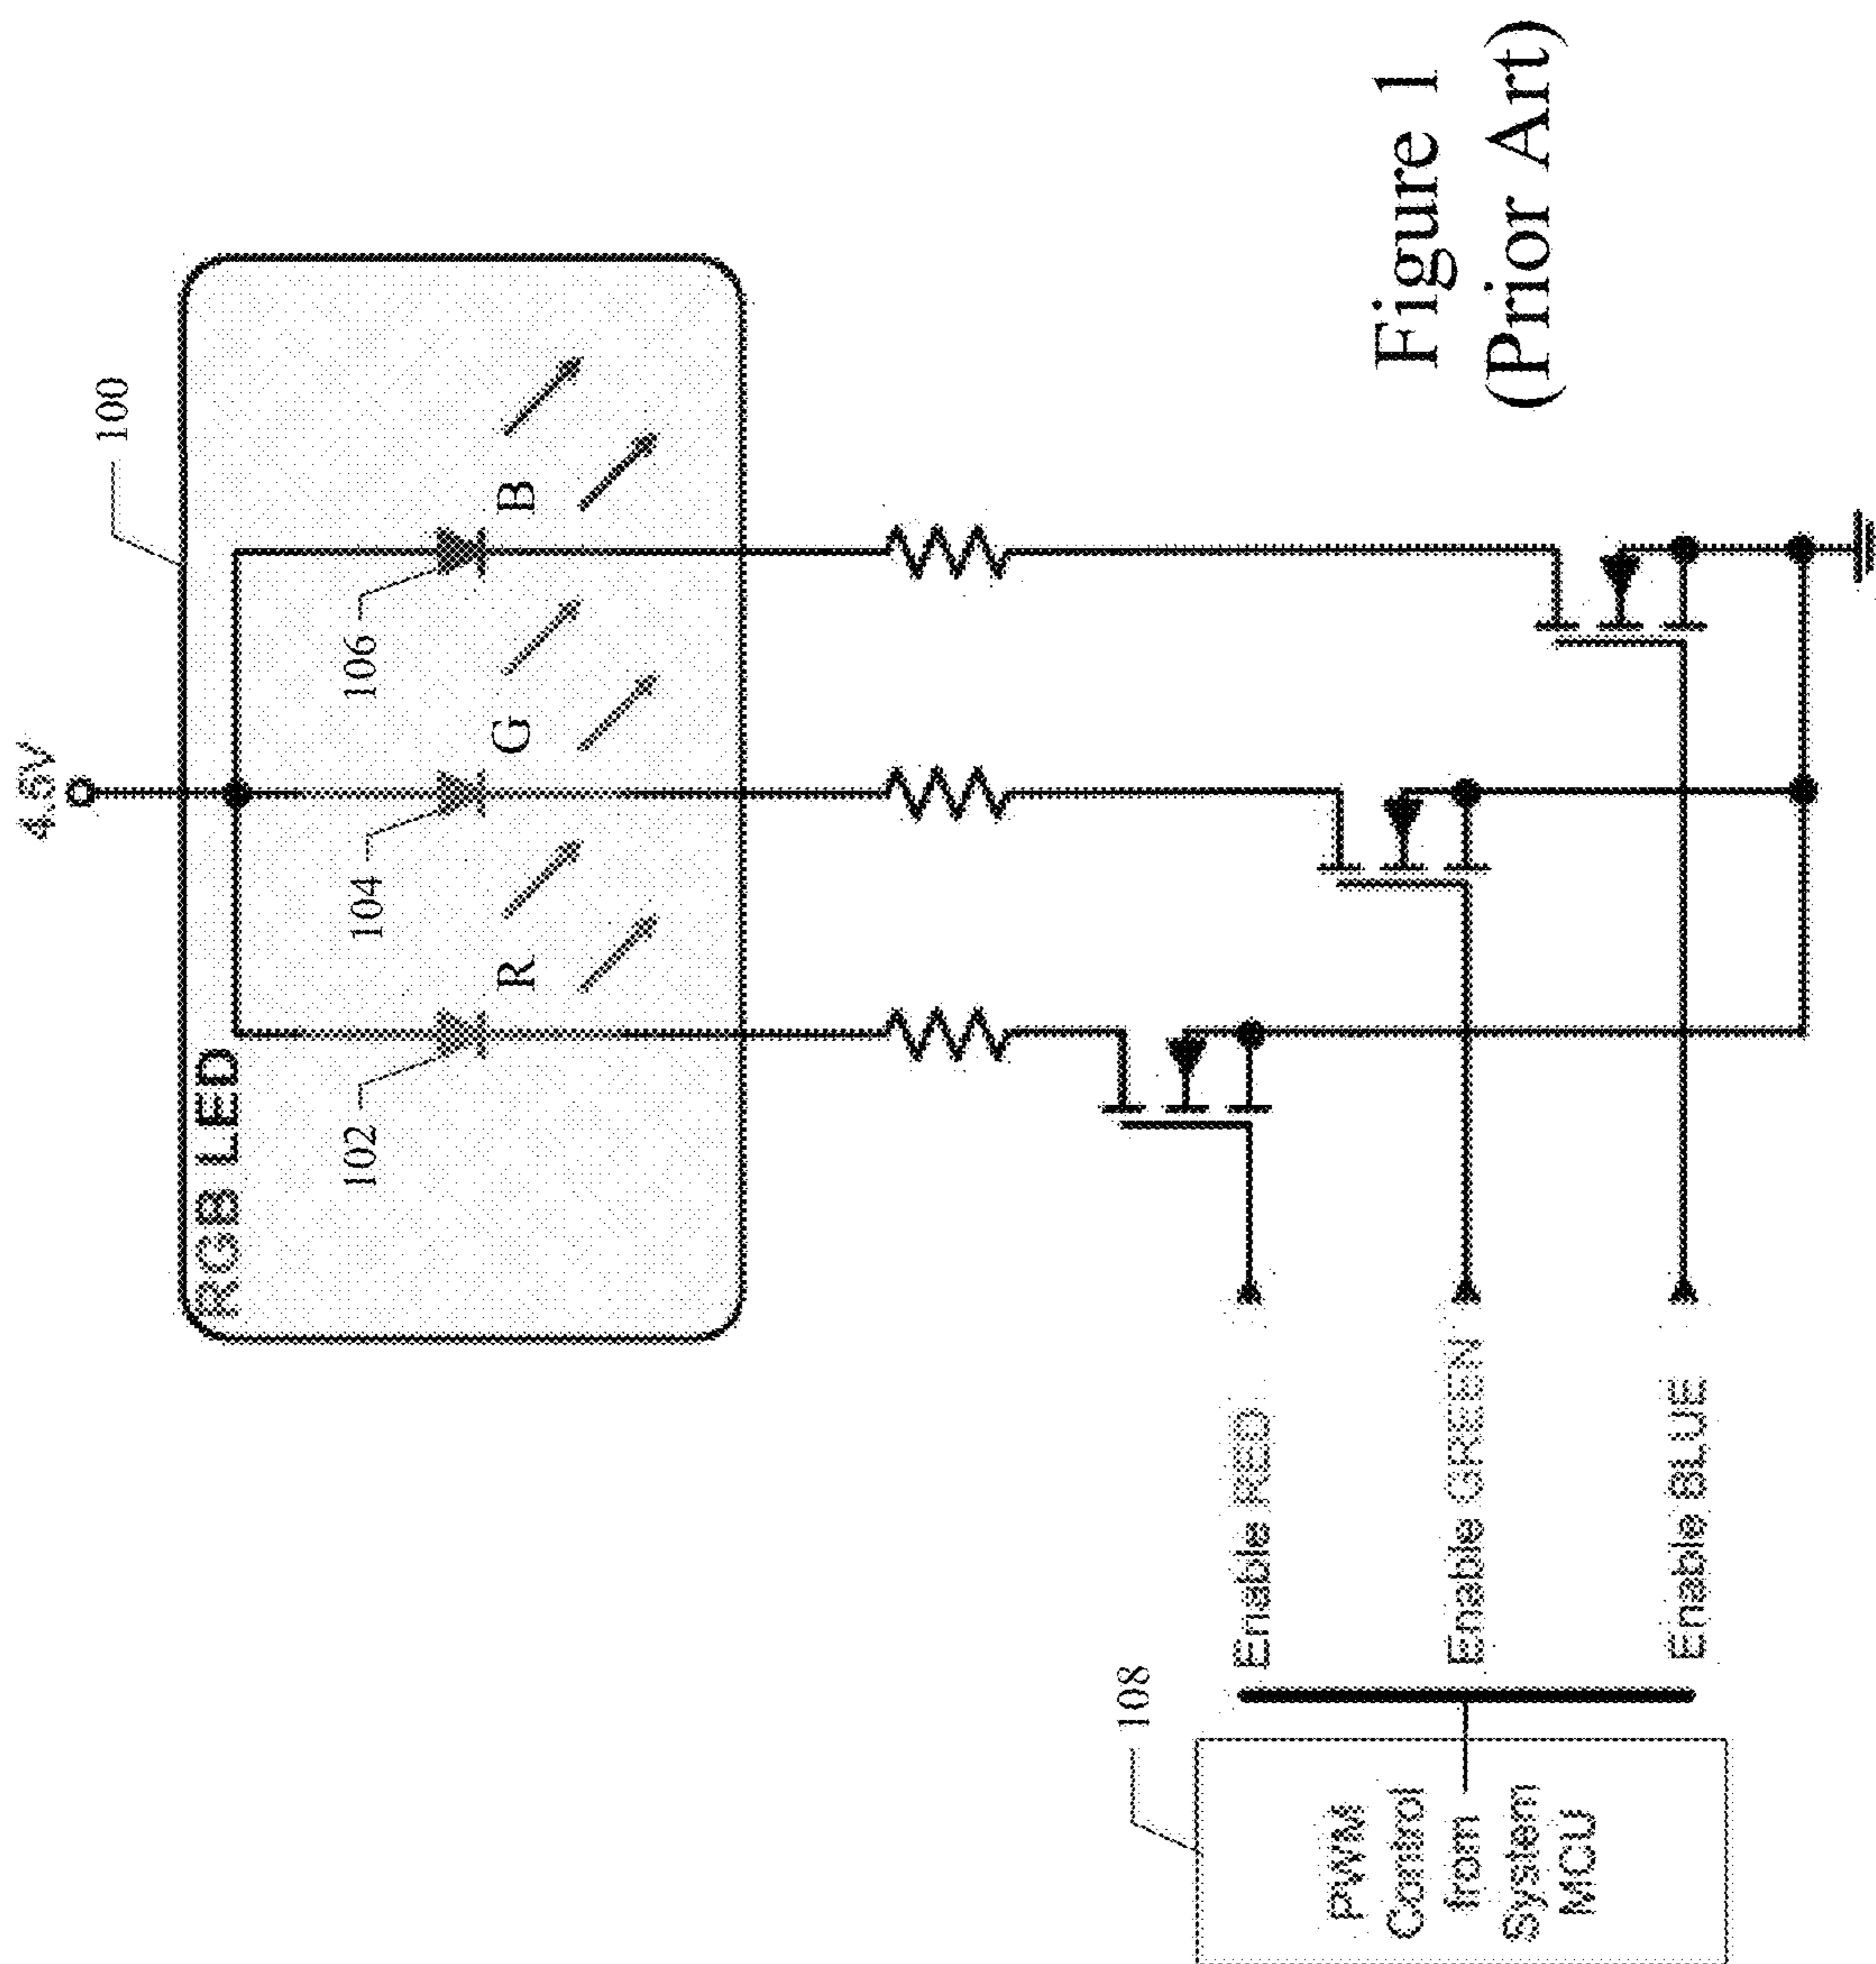 4.5V
100
RGB LED
102
104
106
R
G
B
108
PWM
Control
from
System
MCU
Enable RED
Enable GREEN
Enable BLUE
Figure 1
(Prior Art)